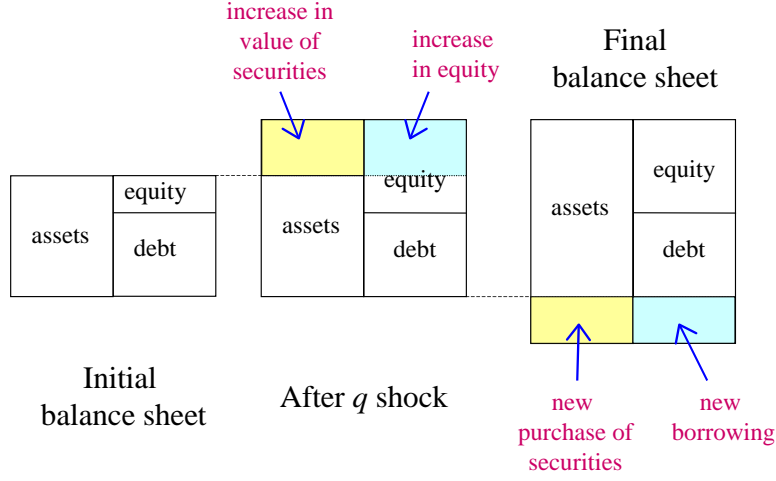 increase in
value of
securities
increase
in equity
Final
balance sheet
equity
assets
debt
equity
assets
debt
equity
assets
debt
Initial
balance sheet
After q shock
new
purchase of
securities
new
borrowing